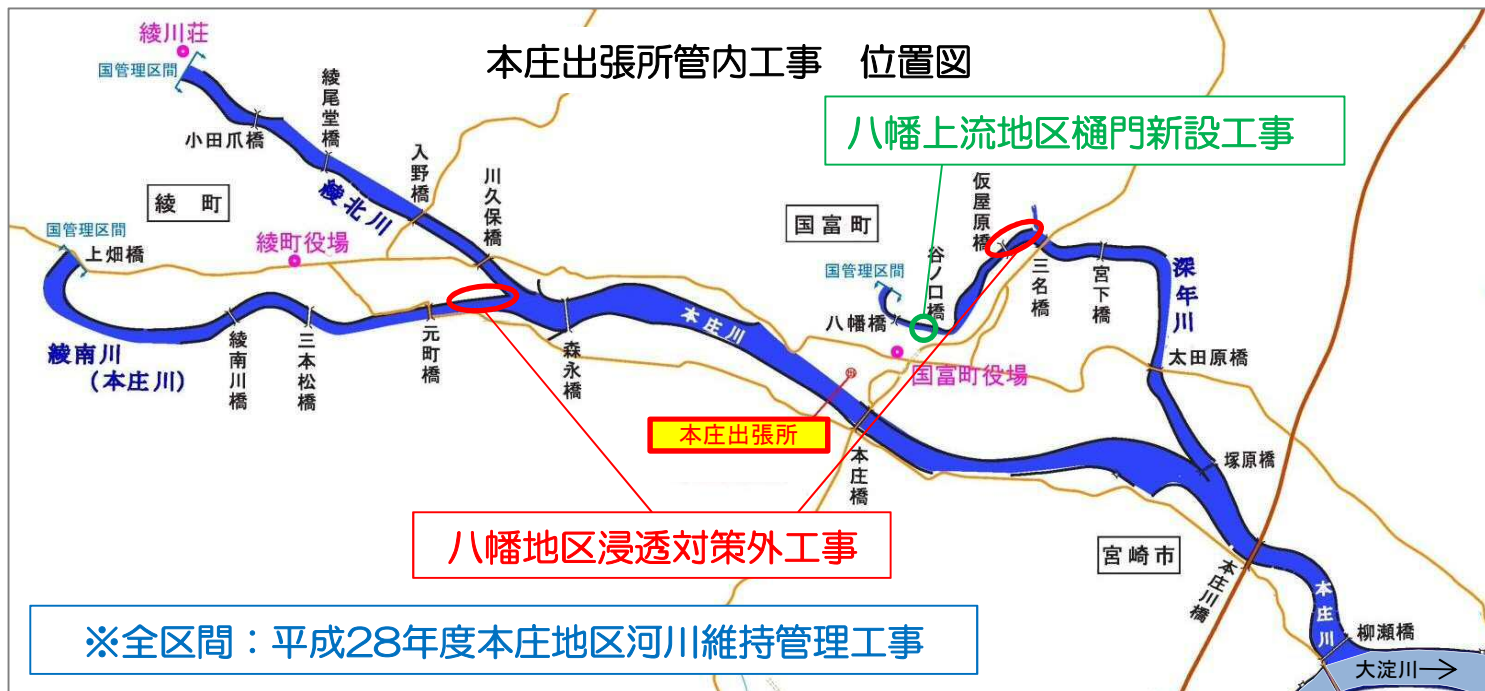 本庄出張所管内工事　位置図
綾川荘
国管理区間
小田爪橋
綾尾堂橋
入野橋
川久保橋
綾北川
綾　町
八幡上流地区樋門新設工事
国管理区間
上畑橋
綾町役場
国富町
仮屋原橋
谷ノ口橋
国管理区間
八幡橋
三名橋
宮下橋
深年川
綾南川
（本庄川）
綾南川橋
三本松橋
元町橋
森永橋
本庄川
国富町役場
太田原橋
本庄出張所
本庄橋
塚原橋
八幡地区浸透対策外工事
宮崎市
本庄川橋
本庄川
柳瀬橋
大淀川→
※全区間：平成28年度本庄地区河川維持管理工事